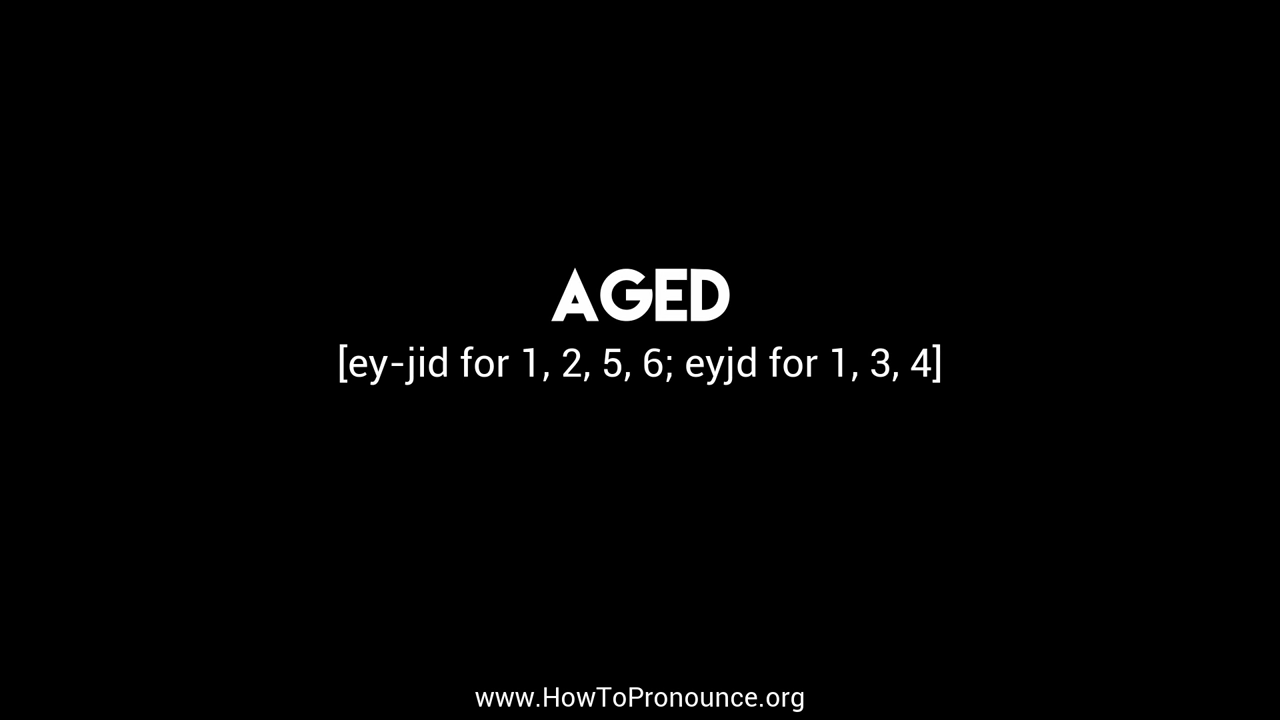 AGED
[ey-jid for 1, 2, 5, 6; eyjd for 1, 3, 4]
www.HowToPronounce.org